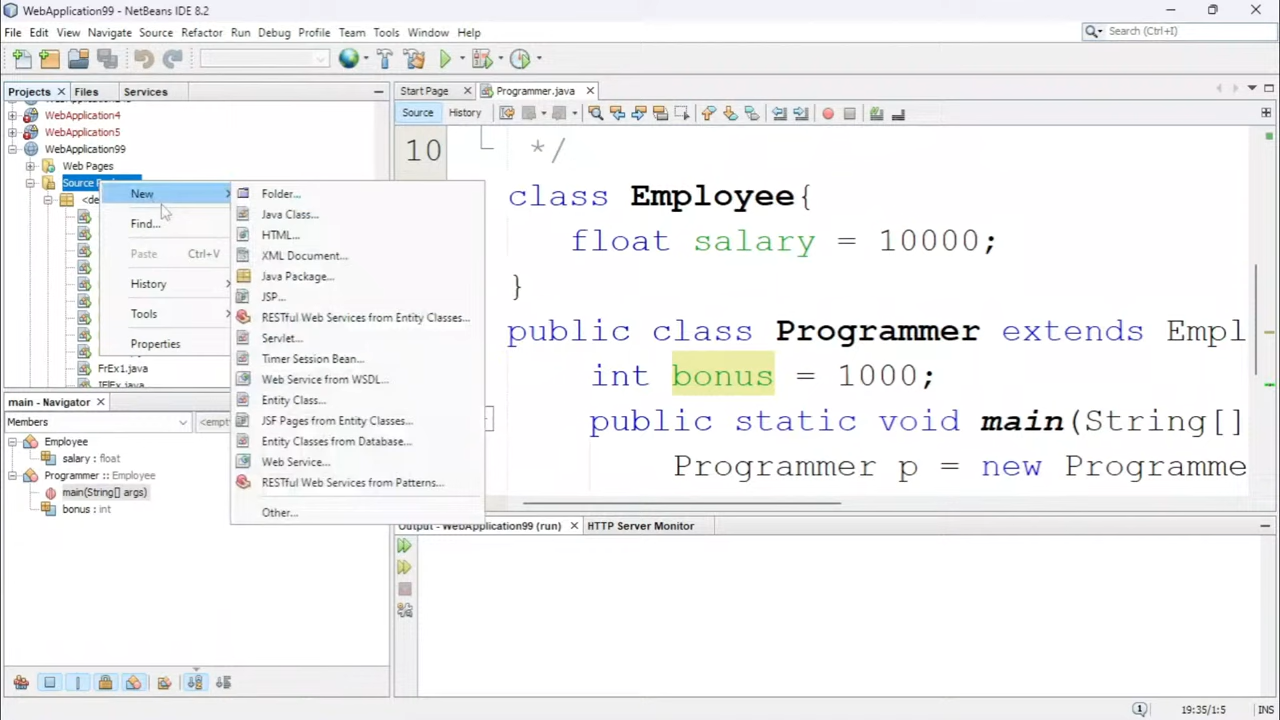 WebApplication99 - NetBeans IDE 8.2
File Edit View Navigate Source Refactor Run Debug Profile Team Tools Window Help
Search (Ctrl+I)
Projects Files Services
WebApplication4
WebApplication5
WebApplication99
Web Pages
Source
<de
FrEx1.java
New
Find...
Paste Ctrl+V
History
Tools
Properties
Folder...
Java Class...
HTML...
XML Document...
Java Package...
JSP...
RESTful Web Services from Entity Classes...
Servlet...
Timer Session Bean...
Web Service from WSDL...
Entity Class...
JSF Pages from Entity Classes...
Entity Classes from Database...
Web Service...
RESTful Web Services from Patterns...
Other...
Start Page Programmer.java
Source History
10 */
class Employee{
float salary = 10000;
}
public class Programmer extends Empl
int bonus = 1000;
public static void main(String[]
Programmer p = new Programme
main - Navigator
Members <empty
Employee
salary : float
Programmer :: Employee
main(String[] args)
bonus : int
Output - WebApplication99 (run) HTTP Server Monitor
19:35/1:5 INS